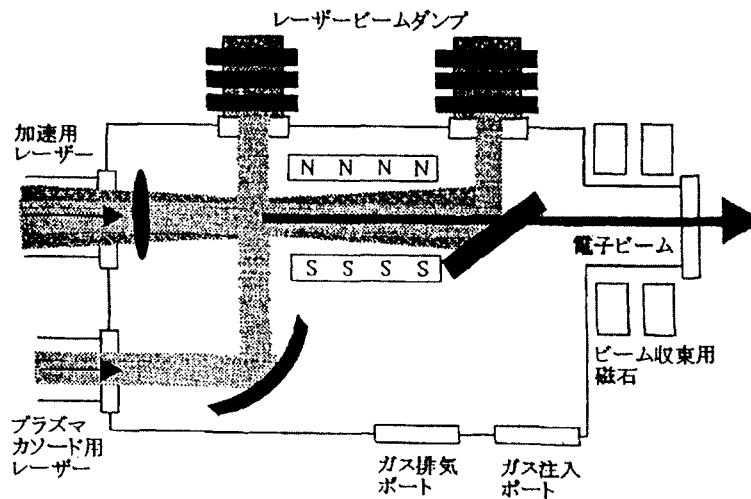 レーザービームダンプ
加速用
レーザー
N N N N
S S S S
電子ビーム
ビーム収束用
磁石
プラズマ
カソード用
レーザー
ガス排気
ポート
ガス注入
ポート